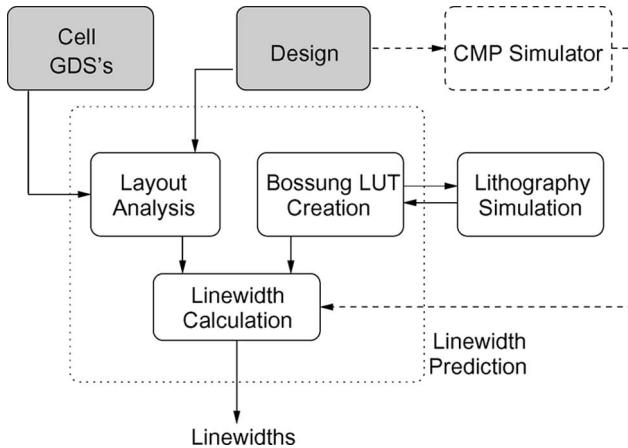 Cell
GDS's
Design
CMP Simulator
Layout
Analysis
Bossung LUT
Creation
Lithography
Simulation
Linewidth
Calculation
Linewidth
Prediction
Linewidths